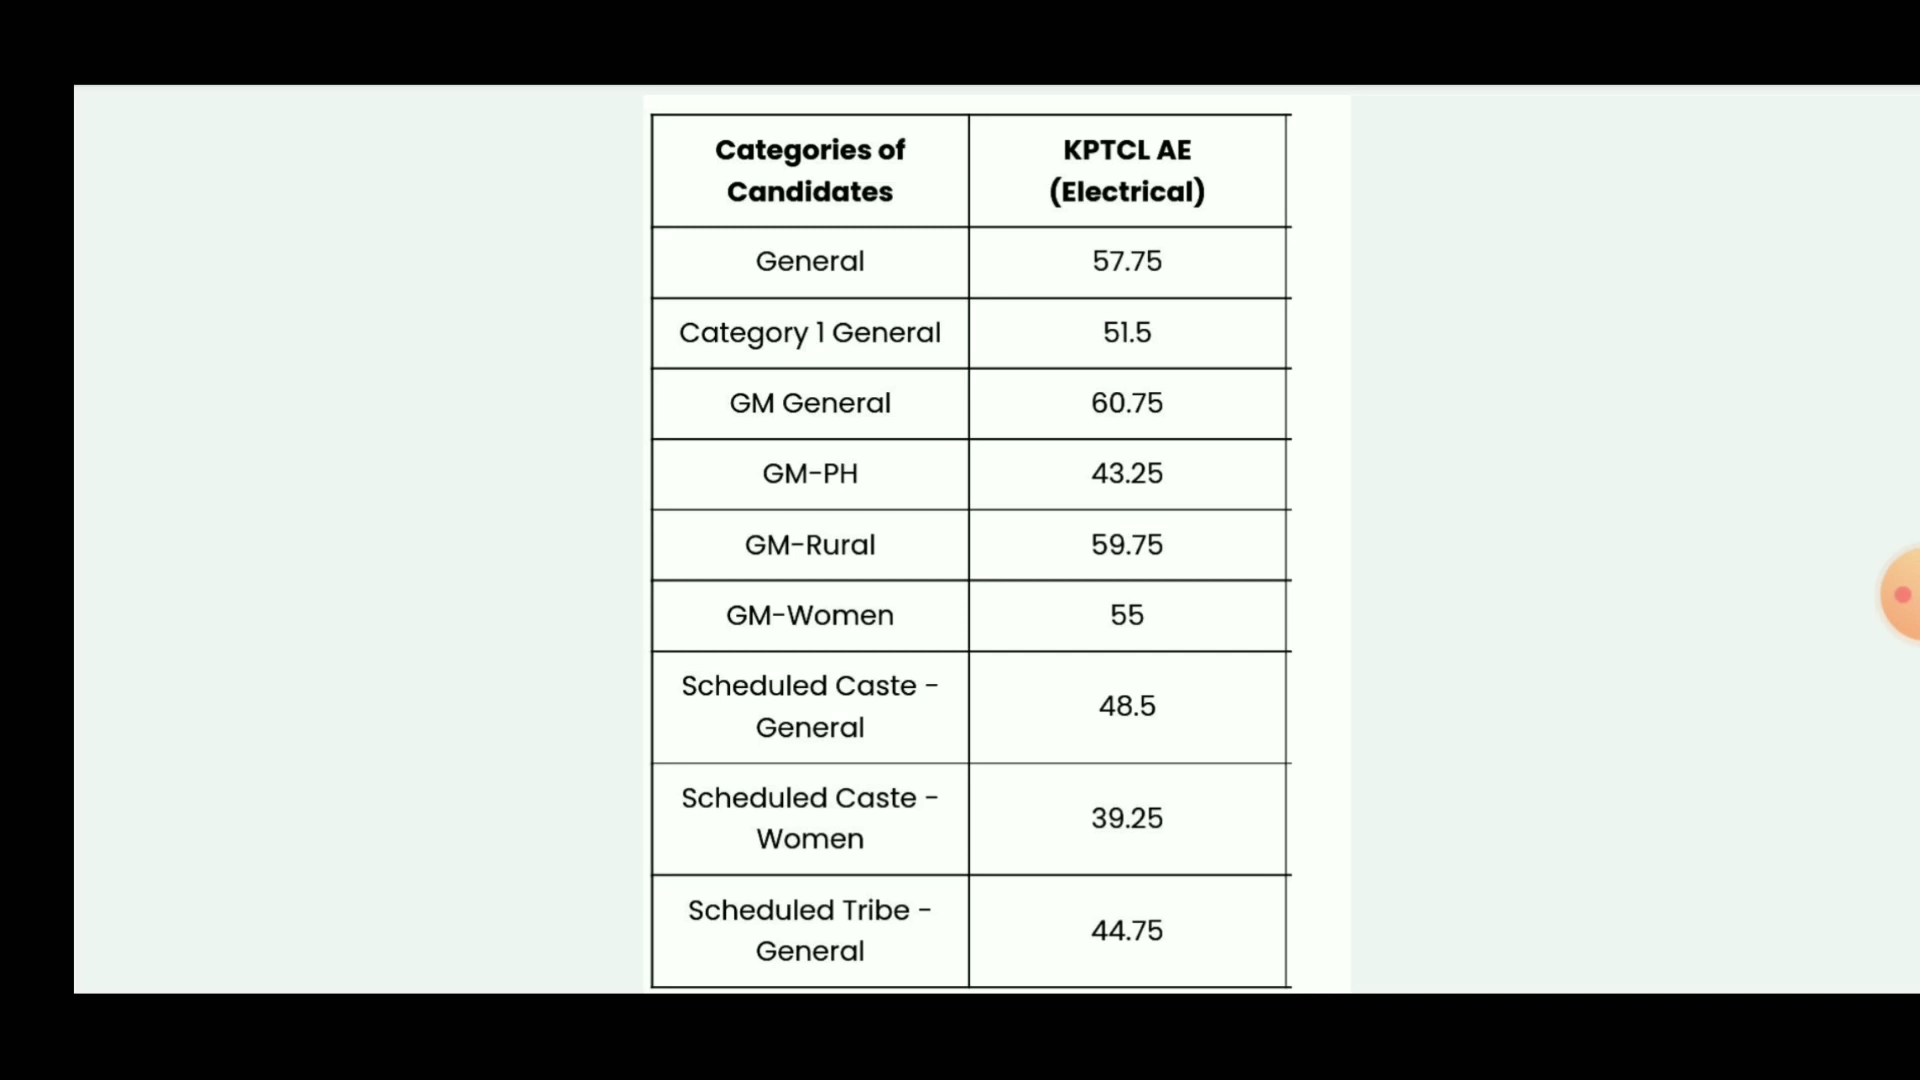 Categories of
Candidates
KPTCL AE
(Electrical)
General
57.75
Category 1 General
51.5
GM General
60.75
GM-PH
43.25
GM-Rural
59.75
GM-Women
55
Scheduled Caste -
General
48.5
Scheduled Caste -
Women
39.25
Scheduled Tribe -
General
44.75